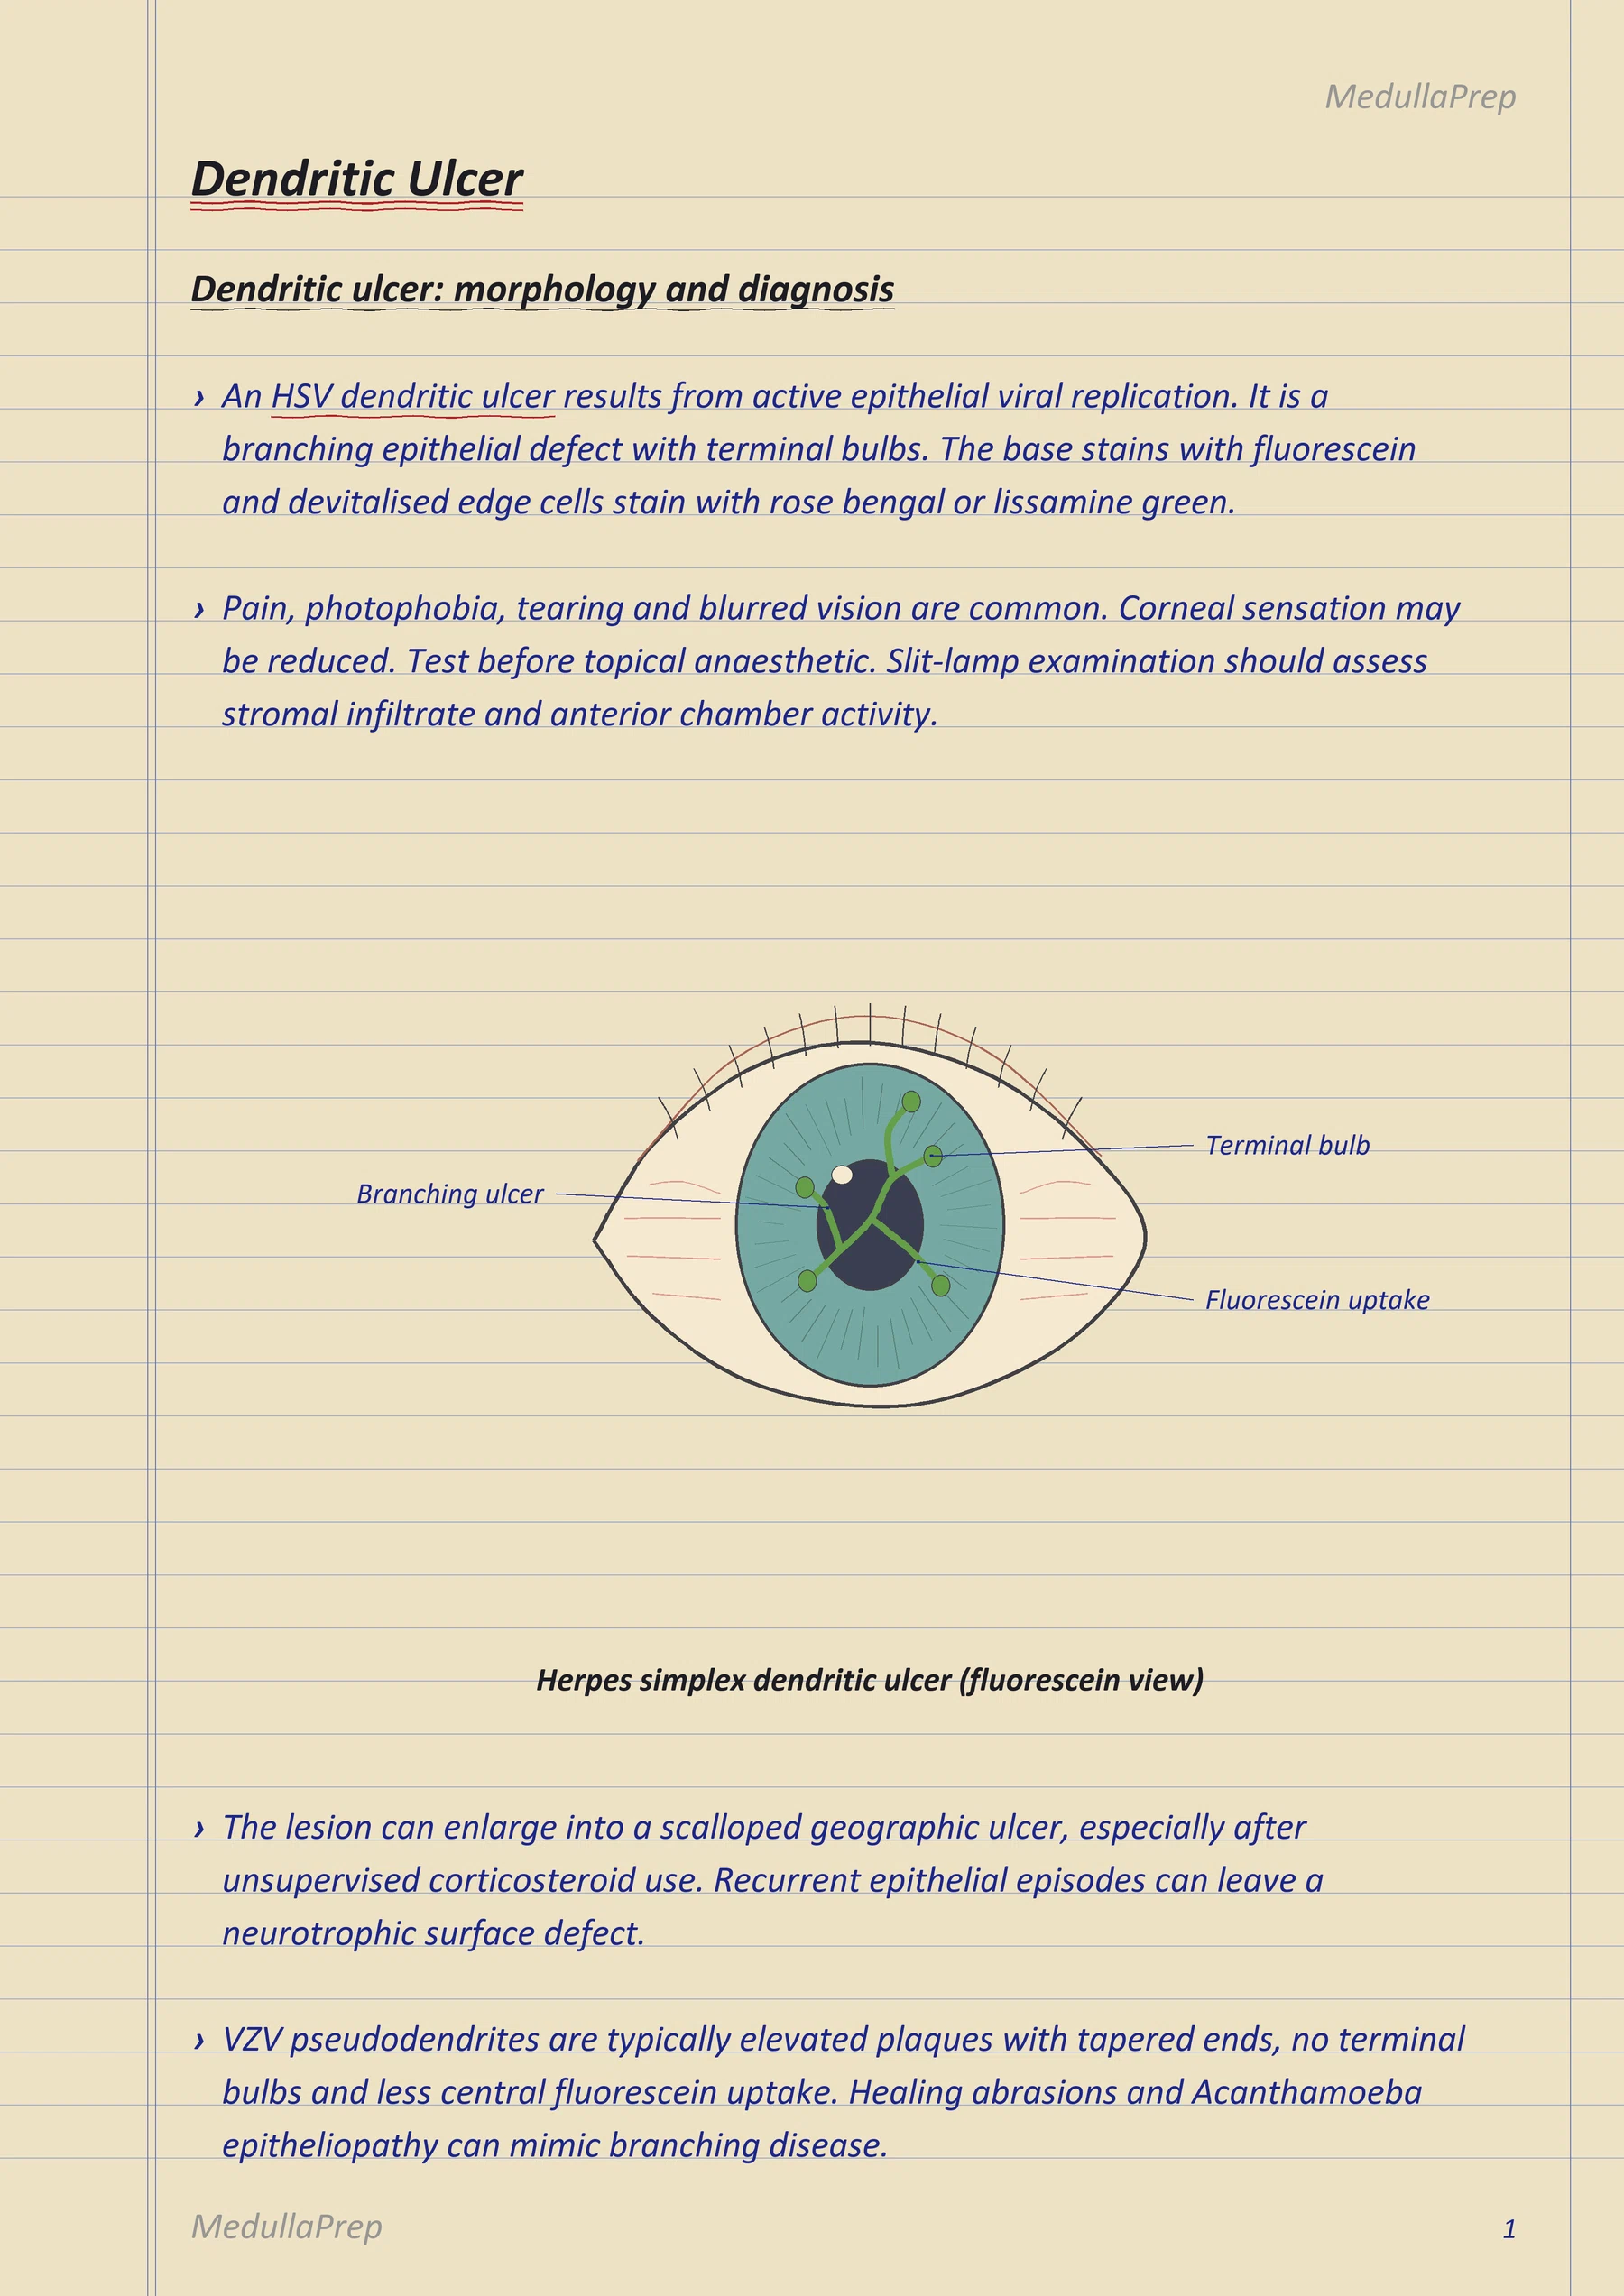 MedullaPrep
Dendritic Ulcer
Dendritic ulcer: morphology and diagnosis
› An HSV dendritic ulcer results from active epithelial viral replication. It is a
branching epithelial defect with terminal bulbs. The base stains with fluorescein
and devitalised edge cells stain with rose bengal or lissamine green.
› Pain, photophobia, tearing and blurred vision are common. Corneal sensation may
be reduced. Test before topical anaesthetic. Slit-lamp examination should assess
stromal infiltrate and anterior chamber activity.
Terminal bulb
Branching ulcer
Fluorescein uptake
Herpes simplex dendritic ulcer (fluorescein view)
› The lesion can enlarge into a scalloped geographic ulcer, especially after
unsupervised corticosteroid use. Recurrent epithelial episodes can leave a
neurotrophic surface defect.
› VZV pseudodendrites are typically elevated plaques with tapered ends, no terminal
bulbs and less central fluorescein uptake. Healing abrasions and Acanthamoeba
epitheliopathy can mimic branching disease.
MedullaPrep
1